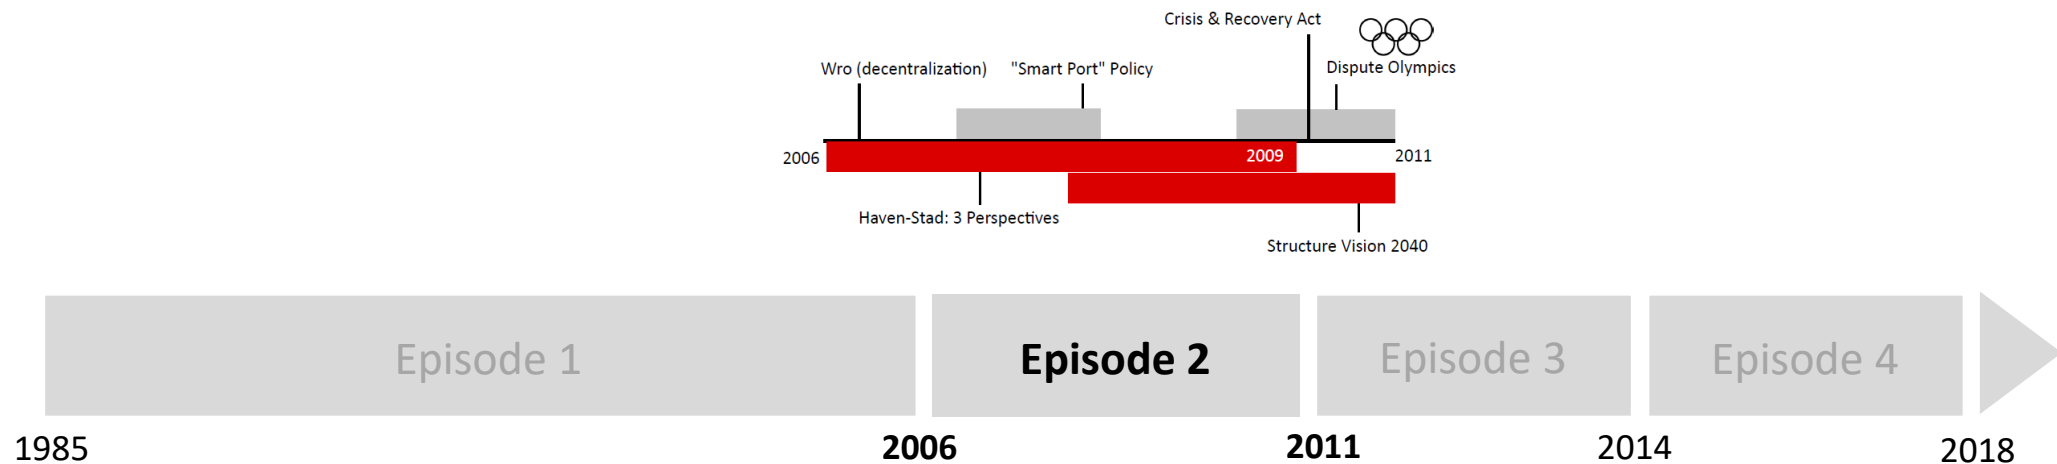 Crisis & Recovery Act
Wro (decentralization)
"Smart Port" Policy
Dispute Olympics
2006
2009
2011
Haven-Stad: 3 Perspectives
Structure Vision 2040
Episode 1
Episode 2
Episode 3
Episode 4
1985
2006
2011
2014
2018